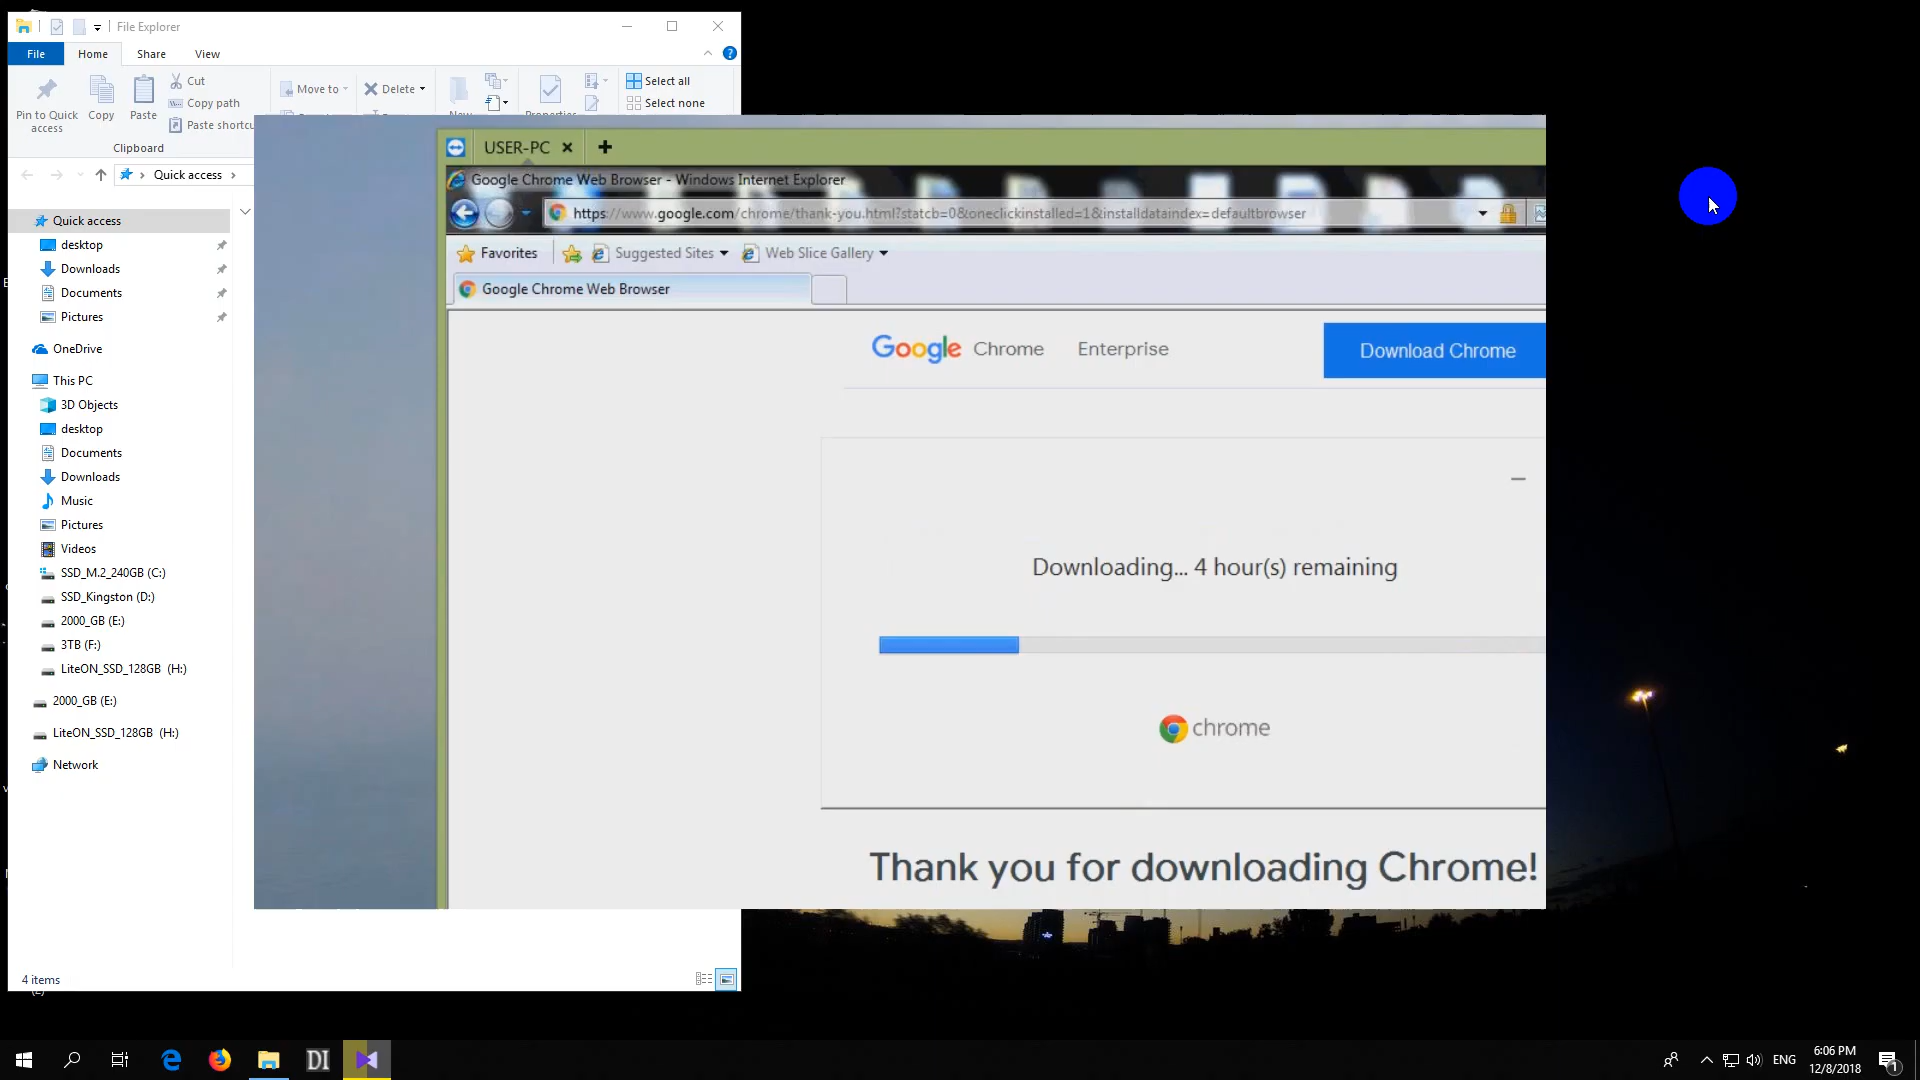 File Explorer
File Home Share View
Pin to Quick access
Copy
Paste
Cut
Copy path
Paste shortcu
Clipboard
Move to
Delete
New
Properties
Select all
Select none
Quick access
Quick access
desktop
Downloads
Documents
Pictures
OneDrive
This PC
3D Objects
desktop
Documents
Downloads
Music
Pictures
Videos
SSD_M.2_240GB (C:)
SSD_Kingston (D:)
2000_GB (E:)
3TB (F:)
LiteON_SSD_128GB (H:)
2000_GB (E:)
LiteON_SSD_128GB (H:)
Network
4 items
USER-PC
Google Chrome Web Browser - Windows Internet Explorer
https://www.google.com/chrome/thank-you.html?statcb=0&oneclickinstalled=1&installdataindex=defaultbrowser
Favorites Suggested Sites Web Slice Gallery
Google Chrome Web Browser
Google Chrome Enterprise Download Chrome
Downloading... 4 hour(s) remaining
chrome
Thank you for downloading Chrome!
DI
ENG
6:06 PM
12/8/2018
1